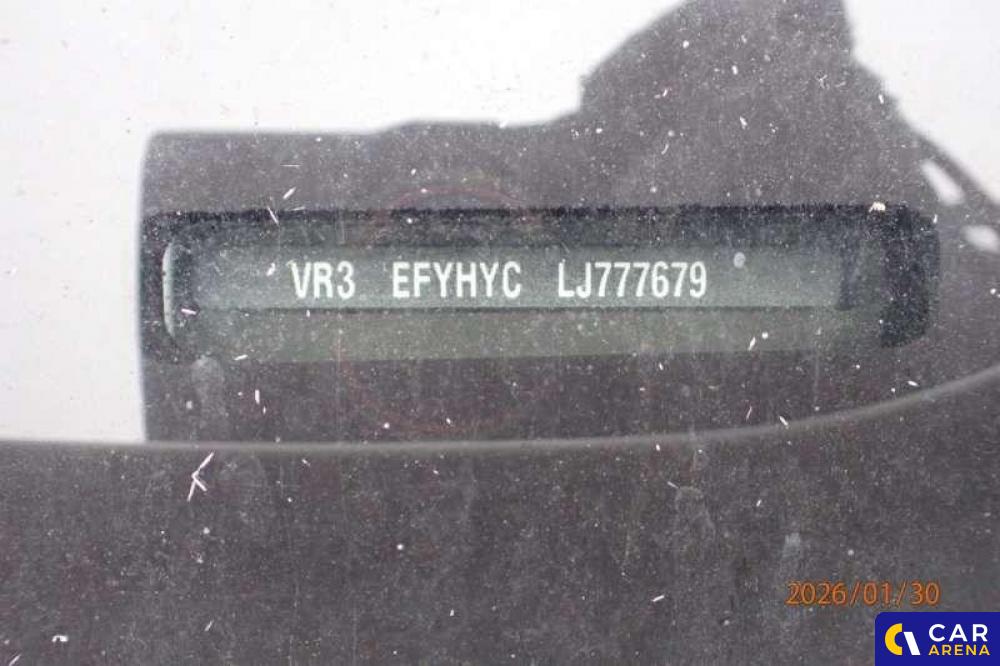 VR3 EFYHYC LJ777679
2026/01/30
CAR
ARENA